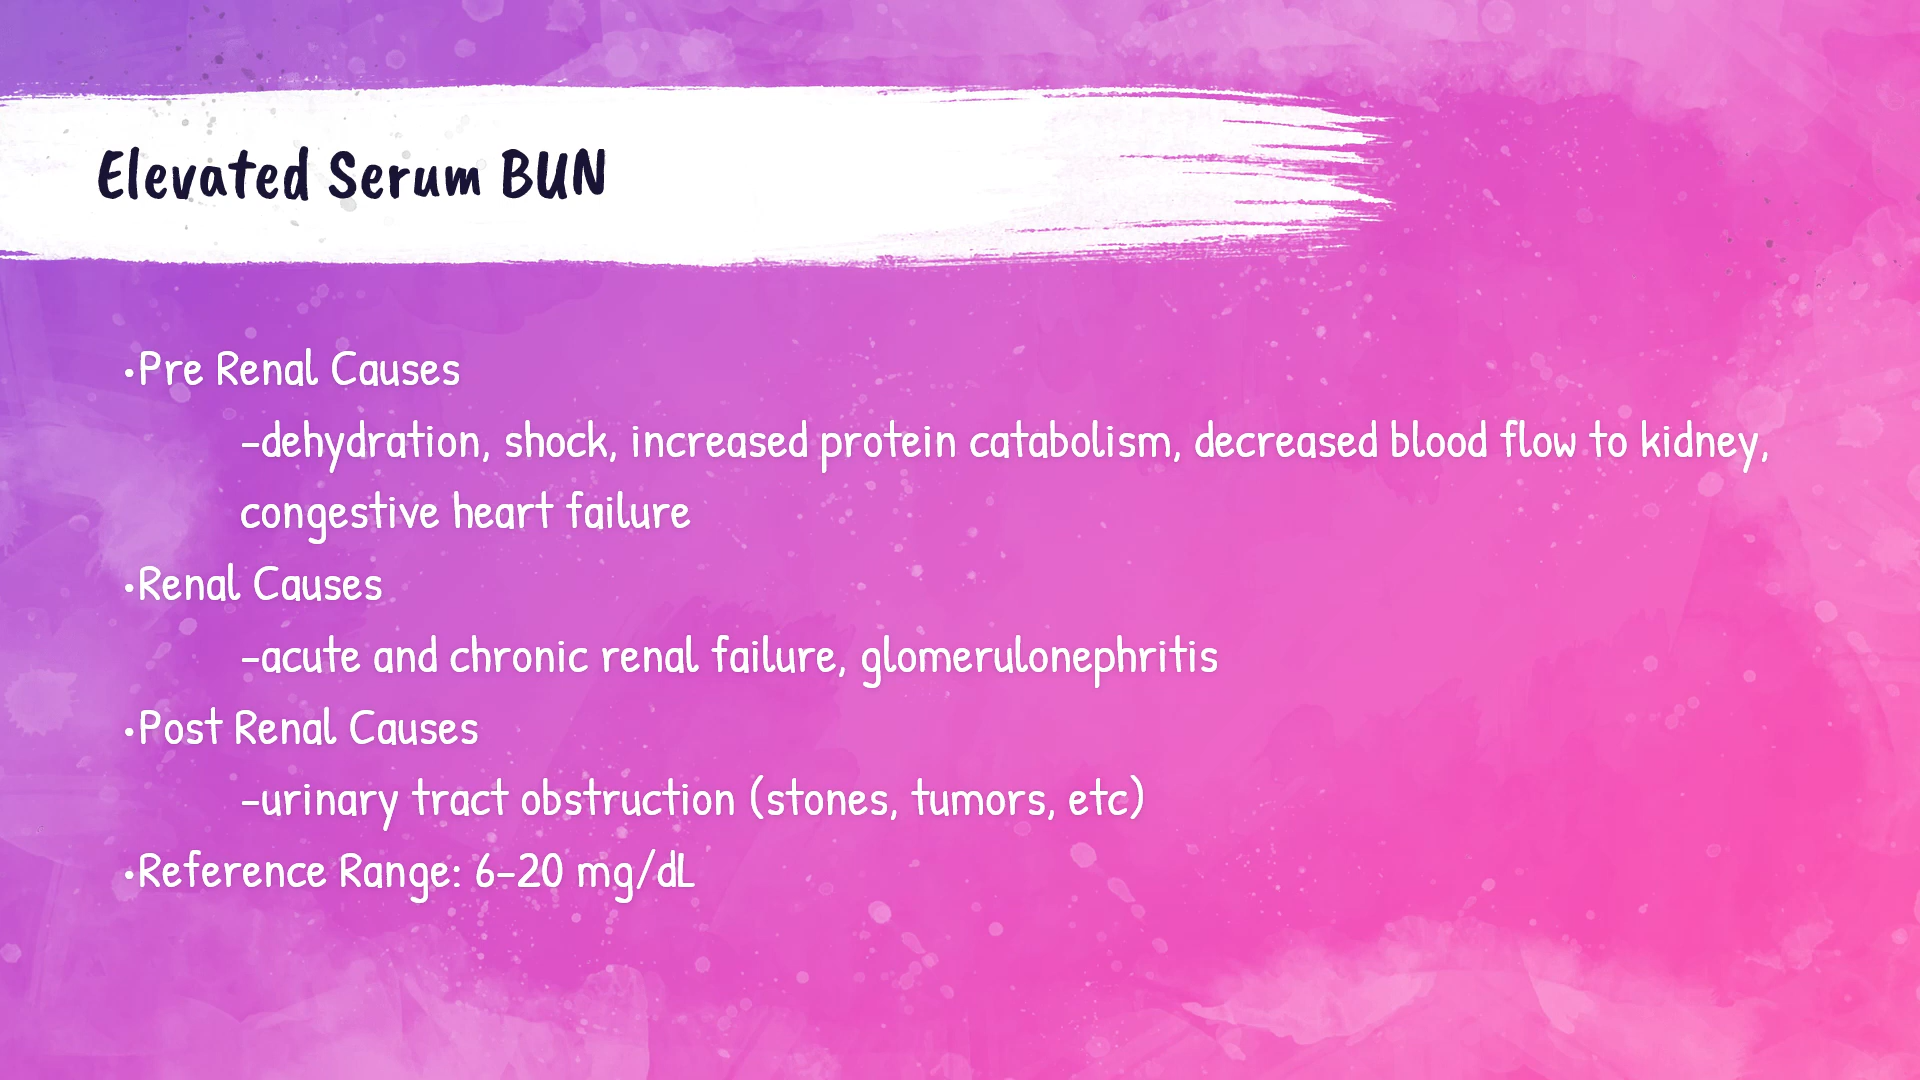 Elevated Serum BUN
•Pre Renal Causes
-dehydration, shock, increased protein catabolism, decreased blood flow to kidney,
congestive heart failure
•Renal Causes
-acute and chronic renal failure, glomerulonephritis
•Post Renal Causes
-urinary tract obstruction (stones, tumors, etc)
•Reference Range: 6-20 mg/dL